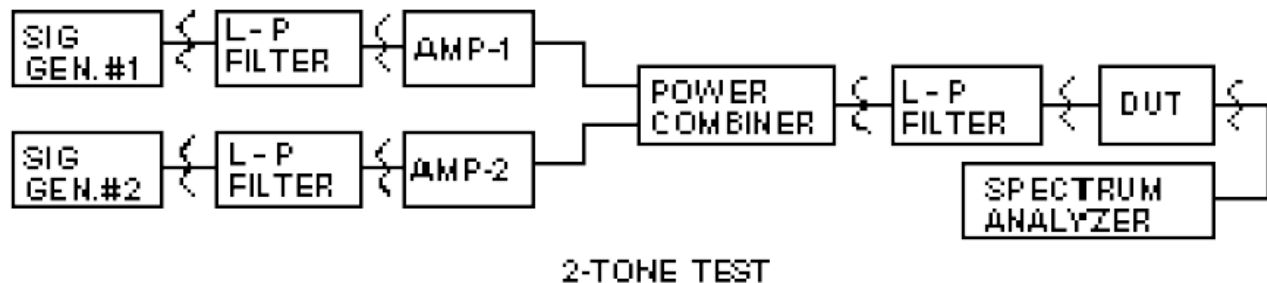 SIG
GEN.#1
L-P
FILTER
AMP-1
SIG
GEN.#2
L-P
FILTER
AMP-2
POWER
COMBINER
L-P
FILTER
DUT
SPECTRUM
ANALYZER
2-TONE TEST